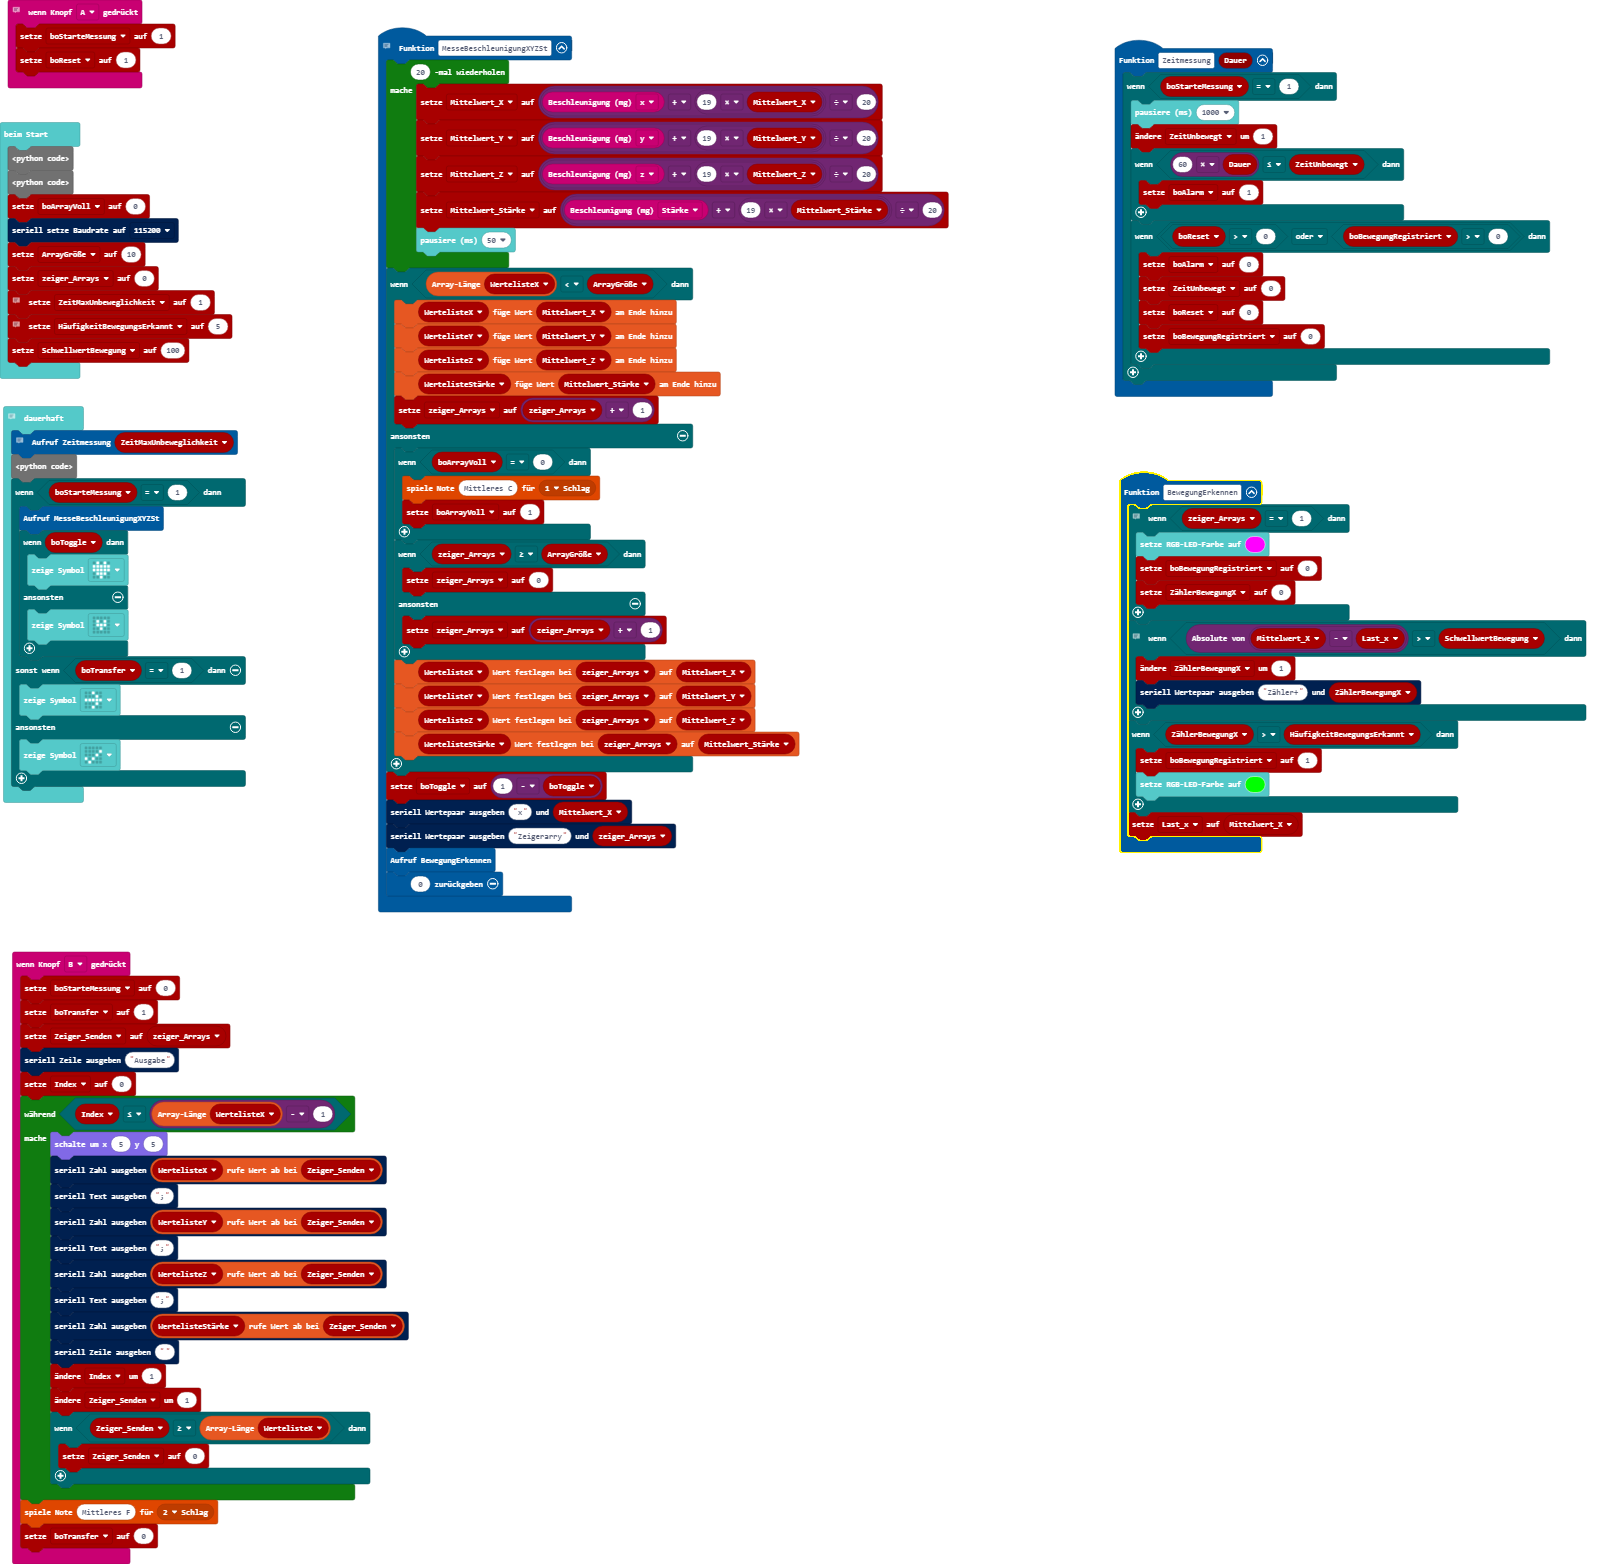 wenn Knopf A gedrückt
setze boStarteMessung auf 1
setze boReset auf 1
beim Start
<python code>
<python code>
setze boArrayVoll auf 0
seriell setze Baudrate auf 115200
setze ArrayGröße auf 10
setze zeiger_Arrays auf 0
setze ZeitMaxUnbeweglichkeit auf 1
setze HäufigkeitBewegungsErkannt auf 5
setze SchwellwertBewegung auf 100
dauerhaft
Aufruf Zeitmessung ZeitMaxUnbeweglichkeit
<python code>
wenn boStarteMessung = 1 dann
Aufruf MesseBeschleunigungXYZSt
wenn boToggle dann
zeige Symbol
ansonsten
zeige Symbol
sonst wenn boTransfer = 1 dann
zeige Symbol
ansonsten
zeige Symbol
Funktion MesseBeschleunigungXYZSt
20 -mal wiederholen
mache
setze Mittelwert_X auf Beschleunigung (mg) x + 19 × Mittelwert_X ÷ 20
setze Mittelwert_Y auf Beschleunigung (mg) y + 19 × Mittelwert_Y ÷ 20
setze Mittelwert_Z auf Beschleunigung (mg) z + 19 × Mittelwert_Z ÷ 20
setze Mittelwert_Stärke auf Beschleunigung (mg) Stärke + 19 × Mittelwert_Stärke ÷ 20
pausiere (ms) 50
wenn Array-Länge WertelisteX < ArrayGröße dann
WertelisteX füge Wert Mittelwert_X am Ende hinzu
WertelisteY füge Wert Mittelwert_Y am Ende hinzu
WertelisteZ füge Wert Mittelwert_Z am Ende hinzu
WertelisteStärke füge Wert Mittelwert_Stärke am Ende hinzu
setze zeiger_Arrays auf zeiger_Arrays + 1
ansonsten
wenn boArrayVoll = 0 dann
spiele Note Mittleres C für 1 Schlag
setze boArrayVoll auf 1
wenn zeiger_Arrays ≥ ArrayGröße dann
setze zeiger_Arrays auf 0
ansonsten
setze zeiger_Arrays auf zeiger_Arrays + 1
WertelisteX Wert festlegen bei zeiger_Arrays auf Mittelwert_X
WertelisteY Wert festlegen bei zeiger_Arrays auf Mittelwert_Y
WertelisteZ Wert festlegen bei zeiger_Arrays auf Mittelwert_Z
WertelisteStärke Wert festlegen bei zeiger_Arrays auf Mittelwert_Stärke
setze boToggle auf 1 - boToggle
seriell Wertepaar ausgeben "x" und Mittelwert_X
seriell Wertepaar ausgeben "Zeigerarry" und zeiger_Arrays
Aufruf BewegungErkennen
0 zurückgeben
Funktion Zeitmessung Dauer
wenn boStarteMessung = 1 dann
pausiere (ms) 1000
ändere ZeitUnbewegt um 1
wenn 60 × Dauer ≤ ZeitUnbewegt dann
setze boAlarm auf 1
wenn boReset > 0 oder boBewegungRegistriert > 0 dann
setze boAlarm auf 0
setze ZeitUnbewegt auf 0
setze boReset auf 0
setze boBewegungRegistriert auf 0
Funktion BewegungErkennen
wenn zeiger_Arrays = 1 dann
setze RGB-LED-Farbe auf
setze boBewegungRegistriert auf 0
setze ZählerBewegungX auf 0
wenn Absolute von Mittelwert_X - Last_x > SchwellwertBewegung dann
ändere ZählerBewegungX um 1
seriell Wertepaar ausgeben "Zähler+" und ZählerBewegungX
wenn ZählerBewegungX > HäufigkeitBewegungsErkannt dann
setze boBewegungRegistriert auf 1
setze RGB-LED-Farbe auf
setze Last_x auf Mittelwert_X
wenn Knopf B gedrückt
setze boStarteMessung auf 0
setze boTransfer auf 1
setze Zeiger_Senden auf zeiger_Arrays
seriell Zeile ausgeben "Ausgabe"
setze Index auf 0
während Index ≤ Array-Länge WertelisteX - 1
mache
schalte um x 5 y 5
seriell Zahl ausgeben WertelisteX rufe Wert ab bei Zeiger_Senden
seriell Text ausgeben ";"
seriell Zahl ausgeben WertelisteY rufe Wert ab bei Zeiger_Senden
seriell Text ausgeben ";"
seriell Zahl ausgeben WertelisteZ rufe Wert ab bei Zeiger_Senden
seriell Text ausgeben ";"
seriell Zahl ausgeben WertelisteStärke rufe Wert ab bei Zeiger_Senden
seriell Zeile ausgeben " "
ändere Index um 1
ändere Zeiger_Senden um 1
wenn Zeiger_Senden ≥ Array-Länge WertelisteX dann
setze Zeiger_Senden auf 0
spiele Note Mittleres F für 2 Schlag
setze boTransfer auf 0